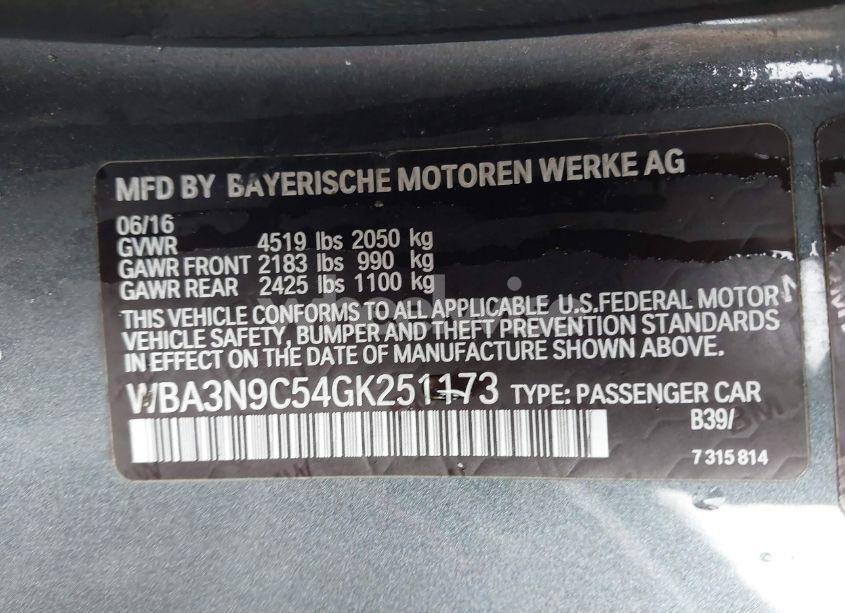 MFD BY BAYERISCHE MOTOREN WERKE AG
06/16
GVWR 4519 lbs 2050 kg
GAWR FRONT 2183 lbs 990 kg
GAWR REAR 2425 lbs 1100 kg
THIS VEHICLE CONFORMS TO ALL APPLICABLE U.S.FEDERAL MOTOR
VEHICLE SAFETY, BUMPER AND THEFT PREVENTION STANDARDS
IN EFFECT ON THE DATE OF MANUFACTURE SHOWN ABOVE.
WBA3N9C54GK251173 TYPE: PASSENGER CAR
B39/
7 315 814